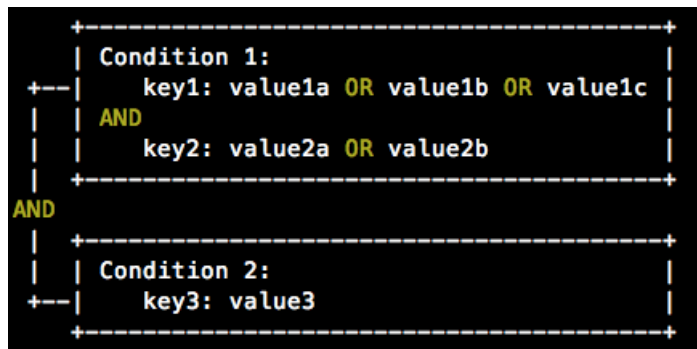 Condition 1:
key1: value1a OR value1b OR value1c
AND
key2: value2a OR value2b
AND
Condition 2:
key3: value3